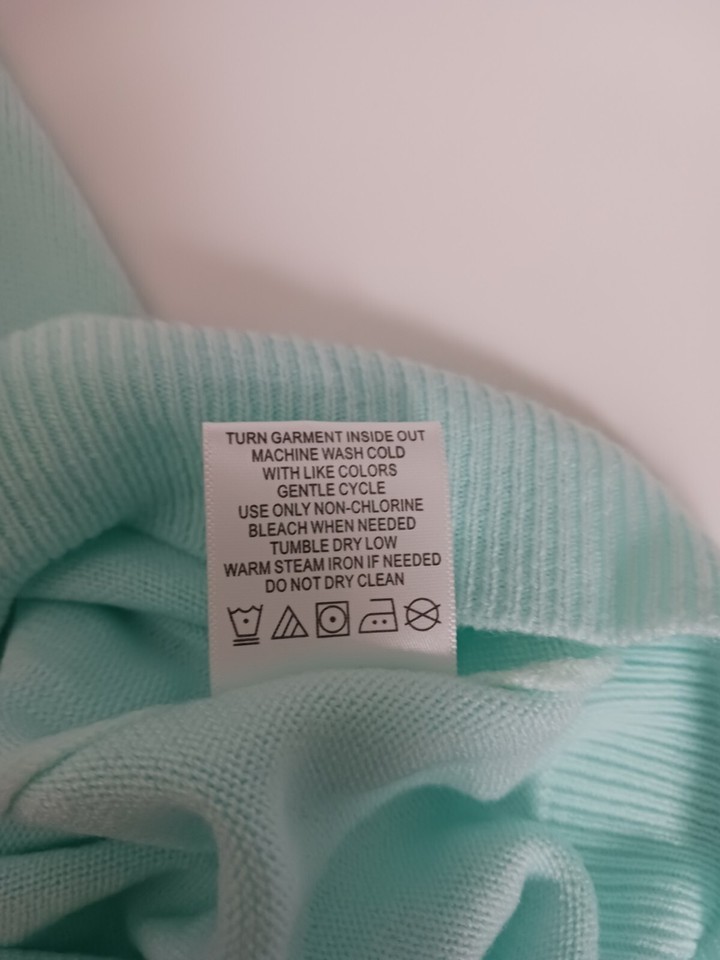 TURN GARMENT INSIDE OUT
MACHINE WASH COLD
WITH LIKE COLORS
GENTLE CYCLE
USE ONLY NON-CHLORINE
BLEACH WHEN NEEDED
TUMBLE DRY LOW
WARM STEAM IRON IF NEEDED
DO NOT DRY CLEAN